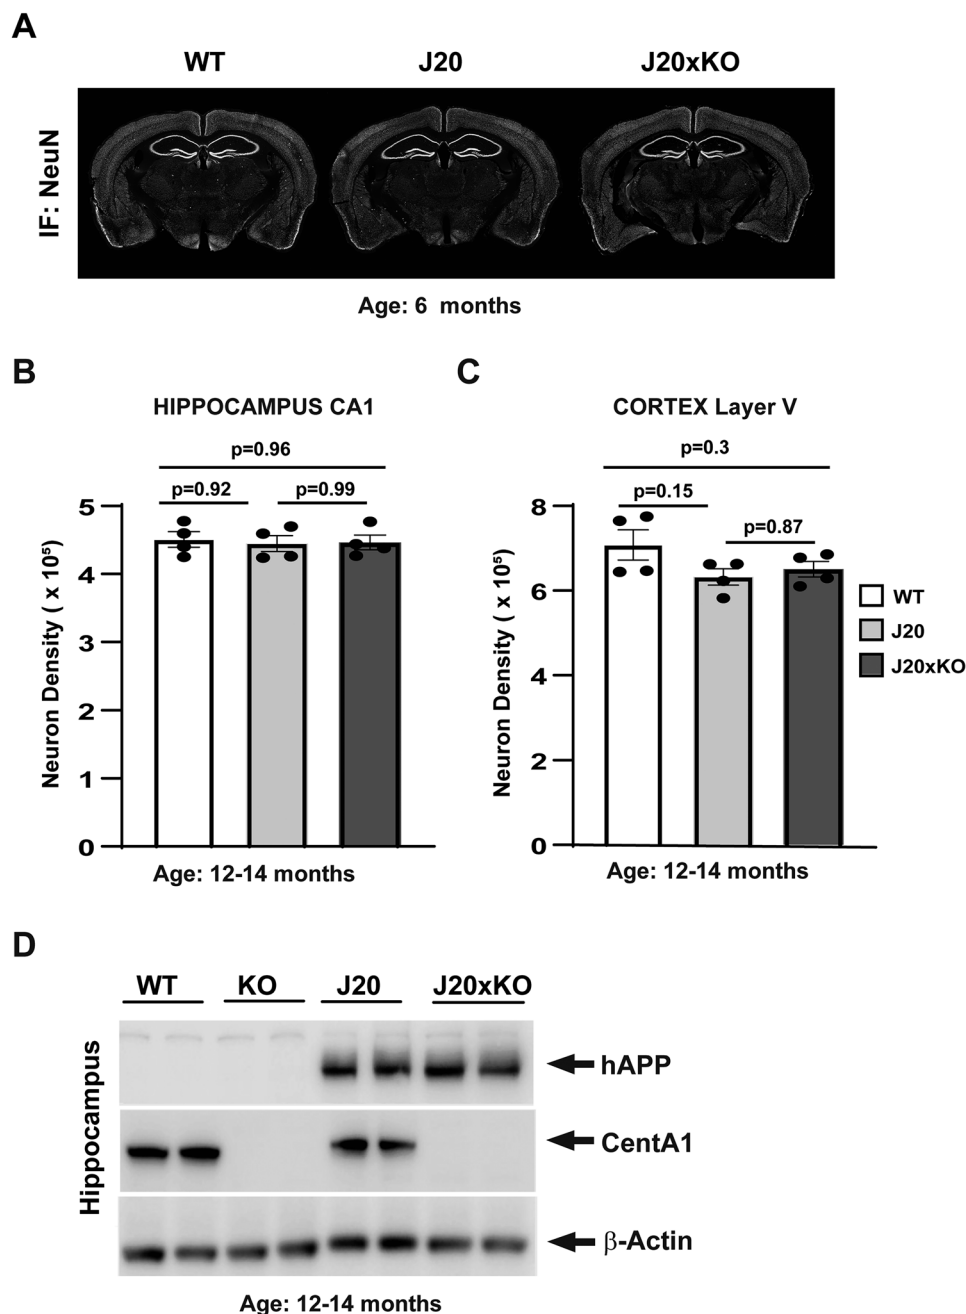 A
WT J20 J20xKO
IF: NeuN
Age: 6 months
B
HIPPOCAMPUS CA1
p=0.96
p=0.92 p=0.99
5
4
3
2
1
0
Neuron Density ( x 10⁵)
Age: 12-14 months
C
CORTEX Layer V
p=0.3
p=0.15
p=0.87
8
6
4
2
0
Neuron Density ( x 10⁵)
Age: 12-14 months
WT
J20
J20xKO
D
WT KO J20 J20xKO
Hippocampus
hAPP
CentA1
β-Actin
Age: 12-14 months